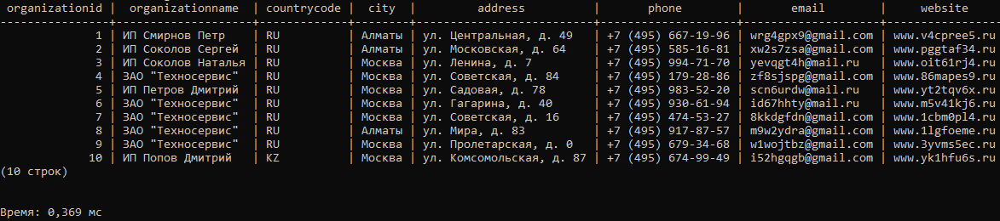 organizationid | organizationname | countrycode | city | address | phone | email | website
1 | ИП Смирнов Петр | RU | Алматы | ул. Центральная, д. 49 | +7 (495) 667-19-96 | wrg4gpx9@gmail.com | www.v4cpree5.ru
2 | ИП Соколов Сергей | RU | Алматы | ул. Московская, д. 64 | +7 (495) 585-16-81 | xw2s7zsa@gmail.com | www.pggtaf34.ru
3 | ИП Соколов Наталья | RU | Москва | ул. Ленина, д. 7 | +7 (495) 994-71-70 | yevqgt4h@mail.ru | www.oit61rj4.ru
4 | ЗАО "Техносервис" | RU | Москва | ул. Советская, д. 84 | +7 (495) 179-28-86 | zf8sjspg@gmail.com | www.86mapes9.ru
5 | ИП Петров Дмитрий | RU | Москва | ул. Садовая, д. 78 | +7 (495) 983-52-20 | scn6urdw@mail.ru | www.yt2tqv6x.ru
6 | ЗАО "Техносервис" | RU | Москва | ул. Гагарина, д. 40 | +7 (495) 930-61-94 | id67hhty@mail.ru | www.m5v41kj6.ru
7 | ЗАО "Техносервис" | RU | Москва | ул. Советская, д. 16 | +7 (495) 474-53-27 | 8kkdgfdn@gmail.com | www.1cbm0pl4.ru
8 | ЗАО "Техносервис" | RU | Алматы | ул. Мира, д. 83 | +7 (495) 917-87-57 | m9w2ydra@gmail.com | www.1lgfoeme.ru
9 | ЗАО "Техносервис" | RU | Москва | ул. Пролетарская, д. 0 | +7 (495) 679-34-68 | w1wojtbz@gmail.com | www.3yvms5ec.ru
10 | ИП Попов Дмитрий | KZ | Москва | ул. Комсомольская, д. 87 | +7 (495) 674-99-49 | i52hgqgb@gmail.com | www.yk1hfu6s.ru
(10 строк)
Время: 0,369 мс